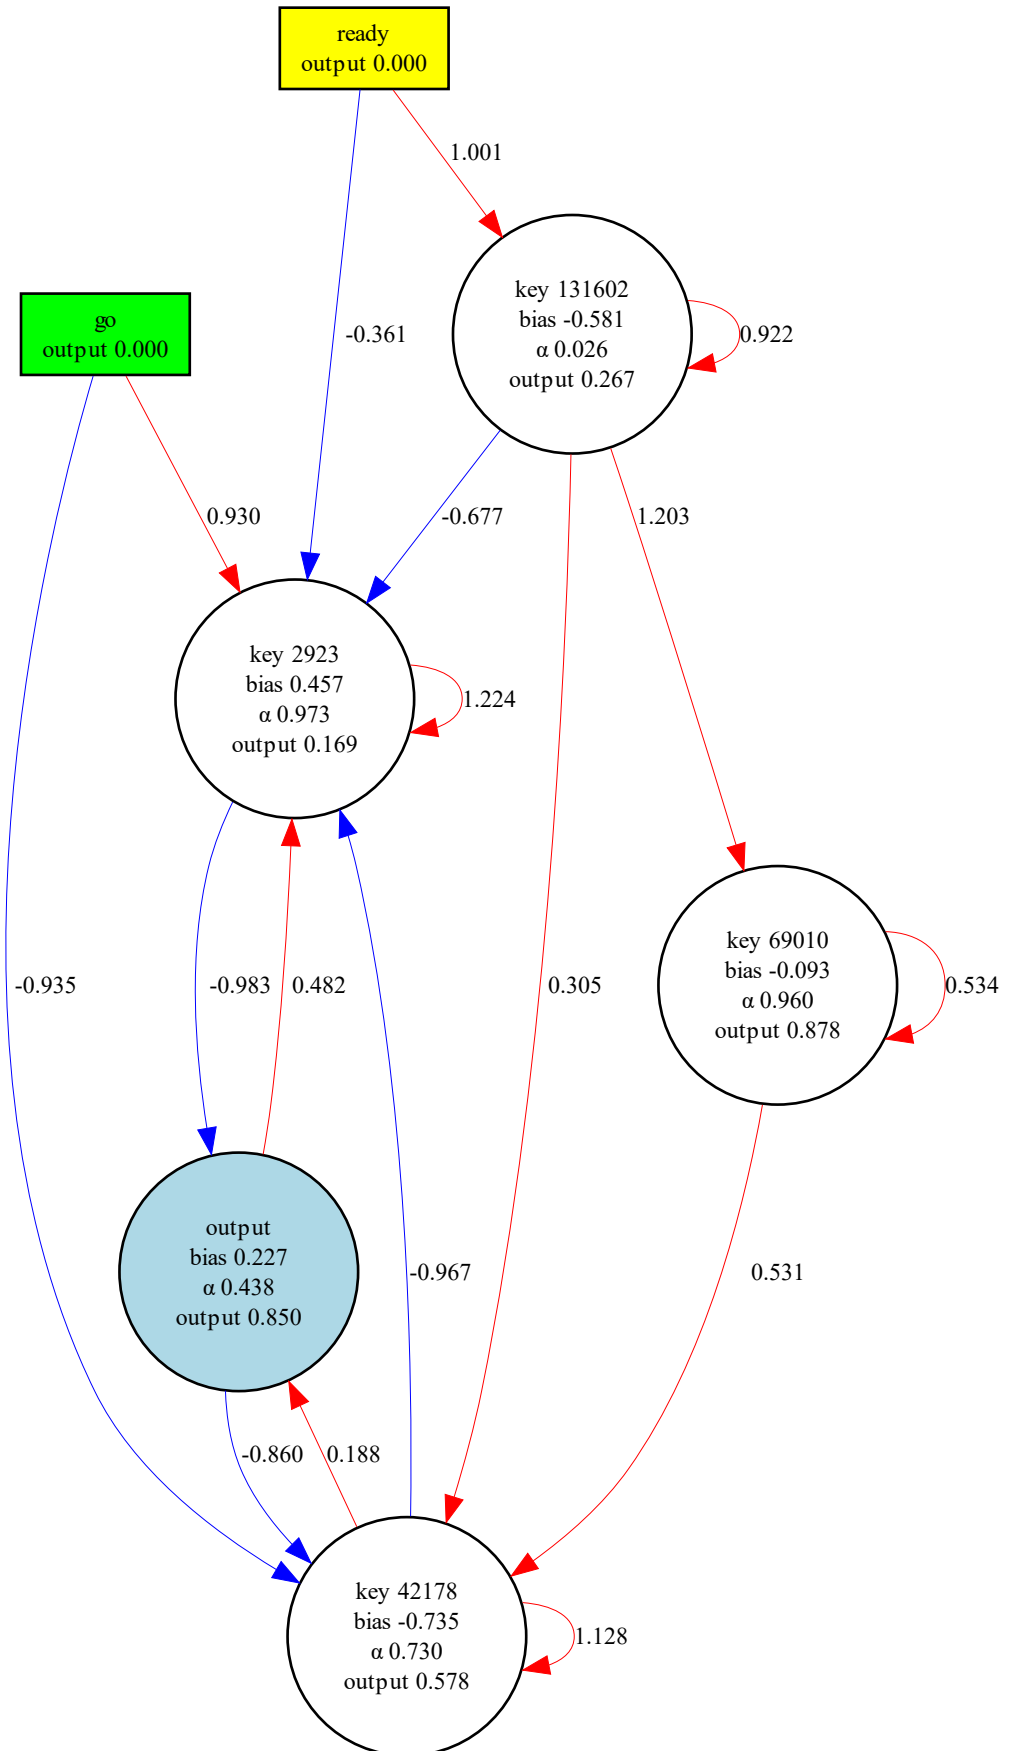 ready
output 0.000
1.001
key 131602
bias -0.581
α 0.026
output 0.267
0.922
go
output 0.000
-0.361
0.930
-0.677
1.203
key 2923
bias 0.457
α 0.973
output 0.169
1.224
key 69010
bias -0.093
α 0.960
output 0.878
0.534
-0.935
-0.983
0.482
0.305
output
bias 0.227
α 0.438
output 0.850
-0.967
0.531
-0.860
0.188
key 42178
bias -0.735
α 0.730
output 0.578
1.128